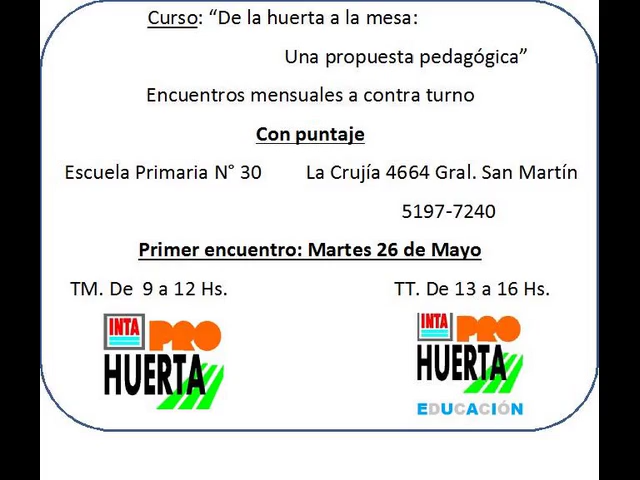 Curso: “De la huerta a la mesa:
Una propuesta pedagógica”
Encuentros mensuales a contra turno
Con puntaje
Escuela Primaria N° 30 La Crujía 4664 Gral. San Martín
5197-7240
Primer encuentro: Martes 26 de Mayo
TM. De 9 a 12 Hs. TT. De 13 a 16 Hs.
INTA PRO
HUERTA
INTA PRO
HUERTA
EDUCACIÓN